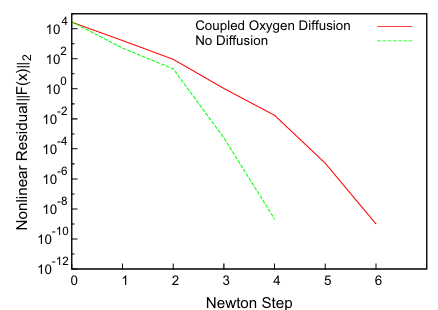 Coupled Oxygen Diffusion
No Diffusion
10^4
10^2
10^0
10^-2
10^-4
10^-6
10^-8
10^-10
10^-12
Nonlinear Residual||F(x)||_2
0 1 2 3 4 5 6
Newton Step